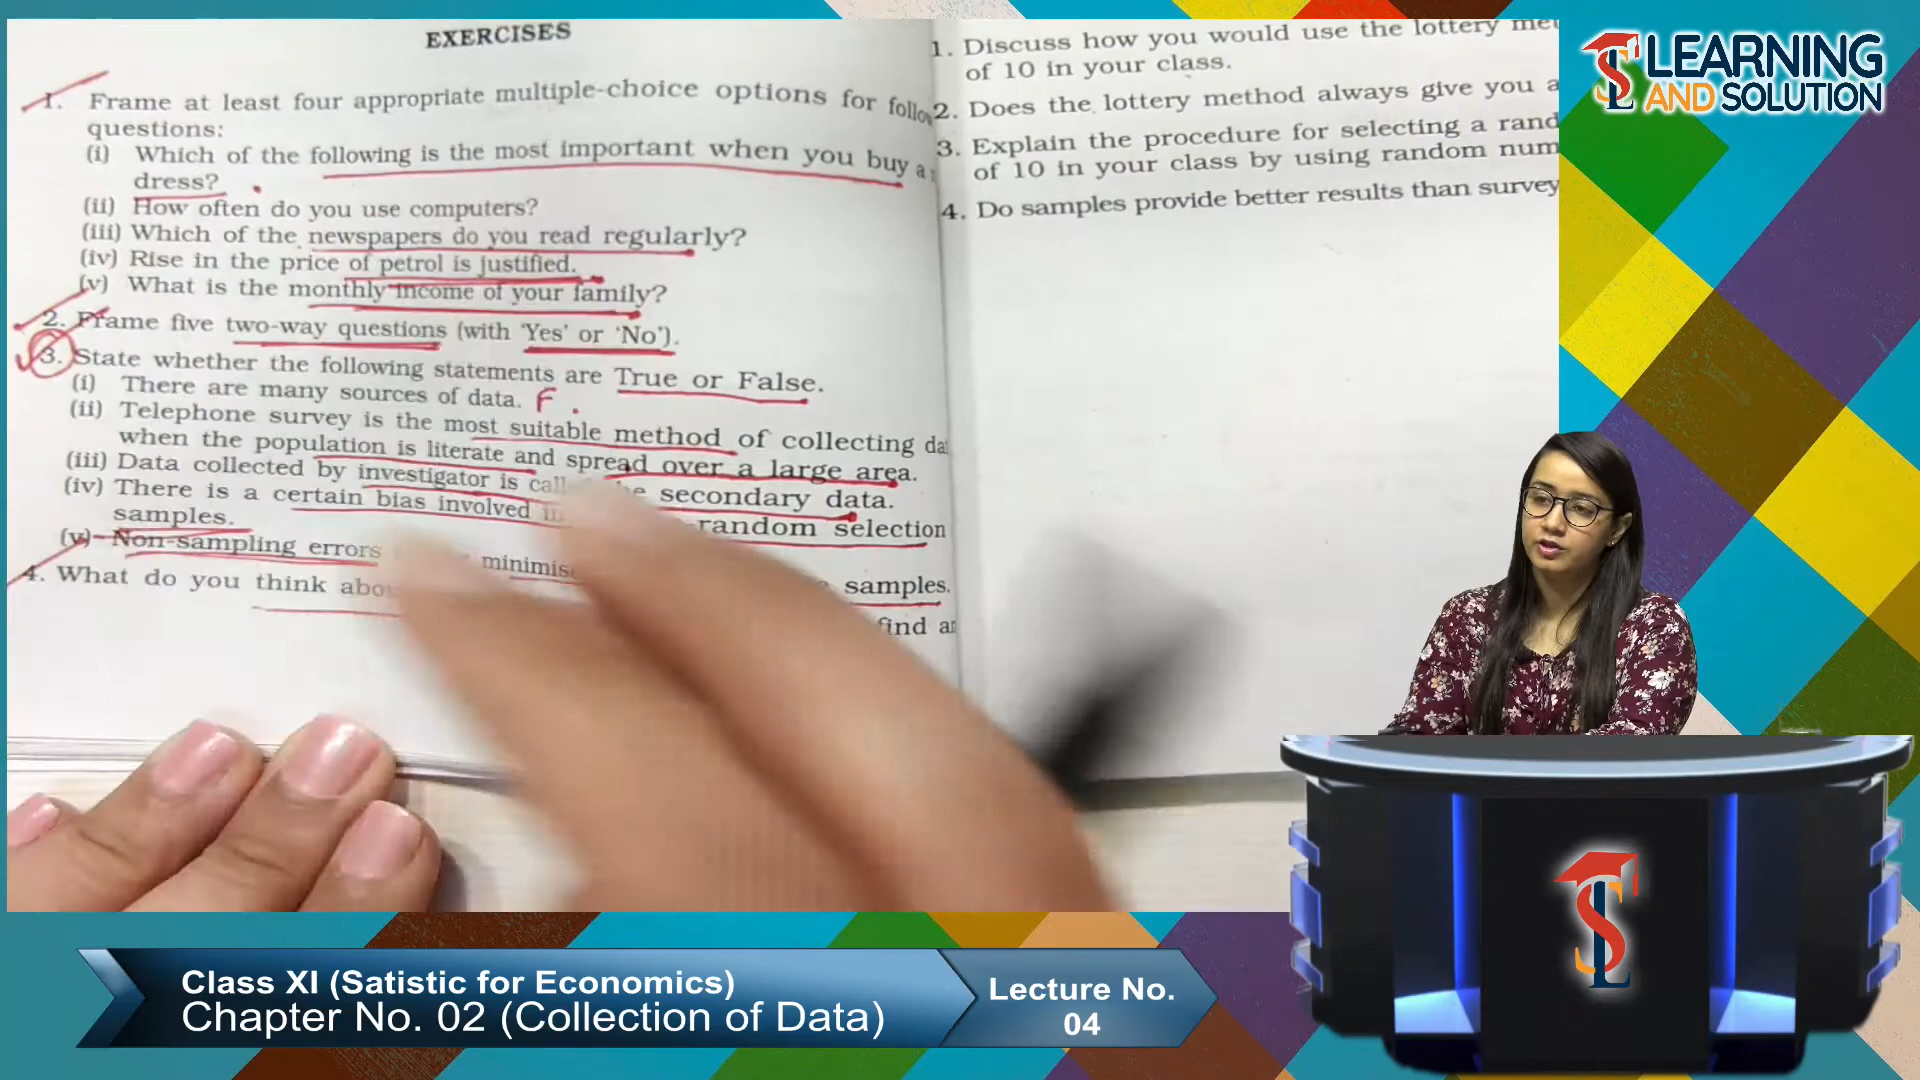 EXERCISES
1. Frame at least four appropriate multiple-choice options for
questions:
(i) Which of the following is the most important when you buy a
dress?
(ii) How often do you use computers?
(iii) Which of the newspapers do you read regularly?
(iv) Rise in the price of petrol is justified.
(v) What is the monthly income of your family?
2. Frame five two-way questions (with ‘Yes’ or ‘No’).
3. State whether the following statements are True or False.
(i) There are many sources of data. F
(ii) Telephone survey is the most suitable method of collecting
when the population is literate and spread over a large area.
(iii) Data collected by investigator is secondary data.
(iv) There is a certain bias involved random selection
samples.
(v) Non-sampling errors samples.
4. What do you think
find
1. Discuss how you would use the lottery
of 10 in your class.
2. Does the lottery method always give you a
3. Explain the procedure for selecting a
of 10 in your class by using random
4. Do samples provide better results than
LEARNING
AND SOLUTION
SL
SL
Class XI (Satistic for Economics)
Chapter No. 02 (Collection of Data)
Lecture No.
04